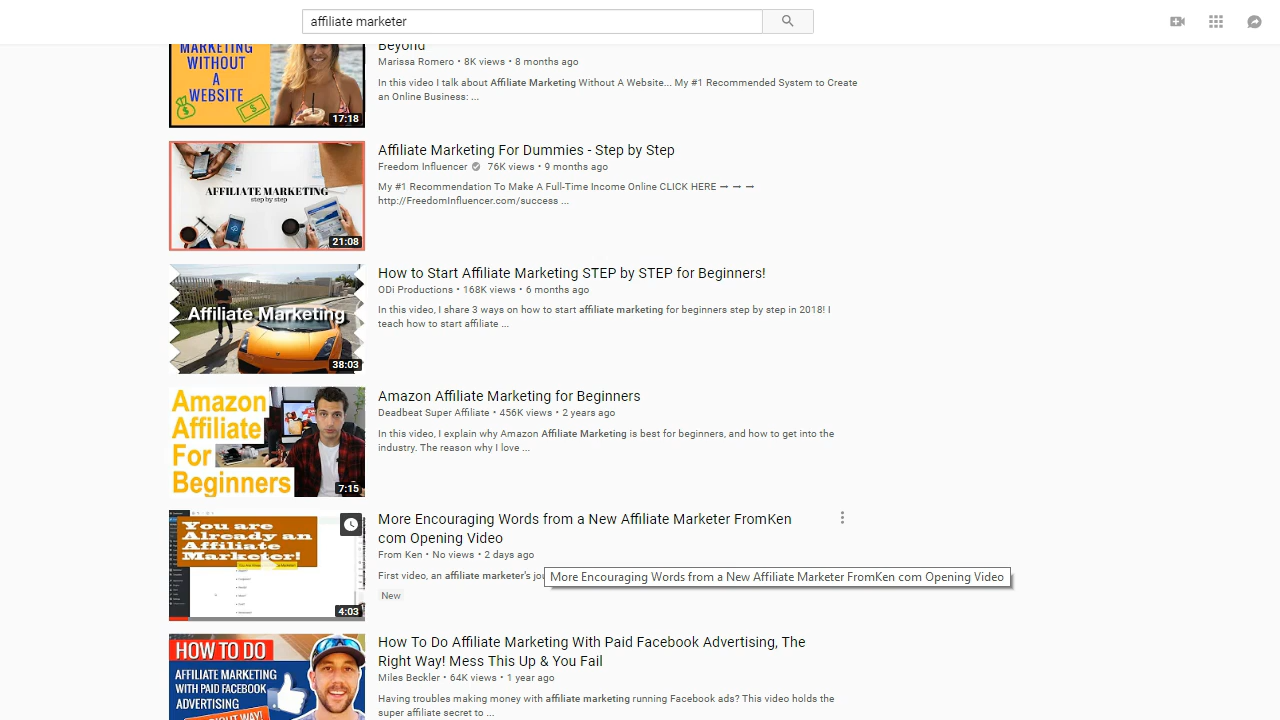 affiliate marketer
MARKETING
WITHOUT
A
WEBSITE
17:18
Beyond
Marissa Romero • 8K views • 8 months ago
In this video I talk about Affiliate Marketing Without A Website... My #1 Recommended System to Create
an Online Business: ...
AFFILIATE MARKETING
step by step
21:08
Affiliate Marketing For Dummies - Step by Step
Freedom Influencer 76K views • 9 months ago
My #1 Recommendation To Make A Full-Time Income Online CLICK HERE ➞ ➞ ➞
http://FreedomInfluencer.com/success ...
Affiliate Marketing
38:03
How to Start Affiliate Marketing STEP by STEP for Beginners!
ODi Productions • 168K views • 6 months ago
In this video, I share 3 ways on how to start affiliate marketing for beginners step by step in 2018! I
teach how to start affiliate ...
Amazon
Affiliate
For
Beginners
7:15
Amazon Affiliate Marketing for Beginners
Deadbeat Super Affiliate • 456K views • 2 years ago
In this video, I explain why Amazon Affiliate Marketing is best for beginners, and how to get into the
industry. The reason why I love ...
You are
Already an
Affiliate
Marketer!
4:03
More Encouraging Words from a New Affiliate Marketer FromKen
com Opening Video
From Ken • No views • 2 days ago
First video, an affiliate marketer's jou
More Encouraging Words from a New Affiliate Marketer FromKen com Opening Video
New
HOW TO DO
AFFILIATE MARKETING
WITH PAID FACEBOOK
ADVERTISING
RIGHT WAY!
How To Do Affiliate Marketing With Paid Facebook Advertising, The
Right Way! Mess This Up & You Fail
Miles Beckler • 64K views • 1 year ago
Having troubles making money with affiliate marketing running Facebook ads? This video holds the
super affiliate secret to ...